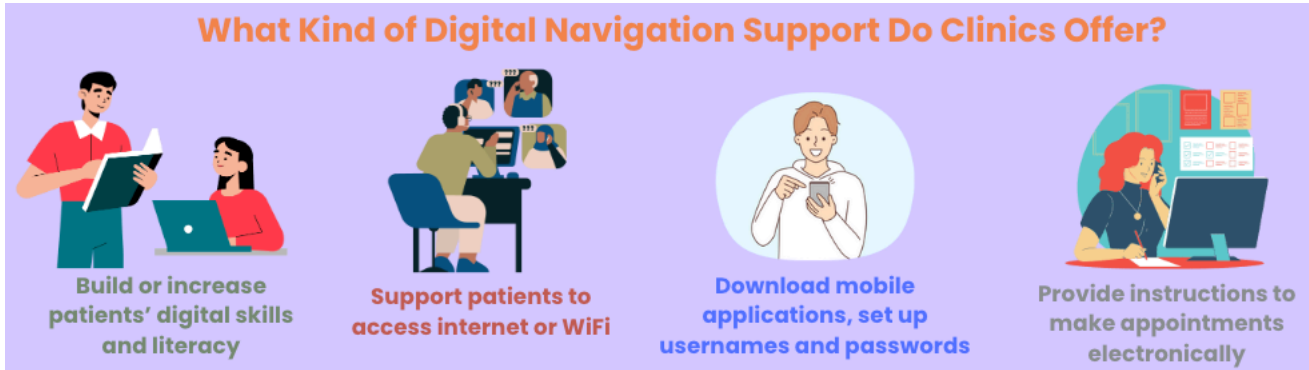 What Kind of Digital Navigation Support Do Clinics Offer?
???
???
???
Build or increase
patients’ digital skills
and literacy
Support patients to
access internet or WiFi
Download mobile
applications, set up
usernames and passwords
Provide instructions to
make appointments
electronically